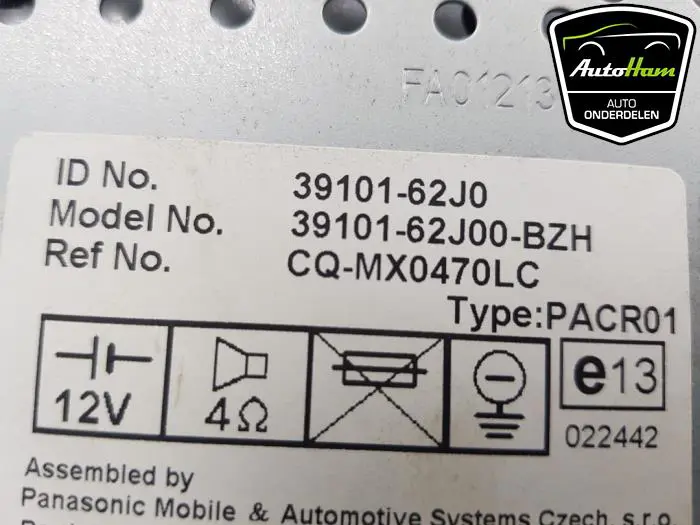 AutoHam
AUTO
ONDERDELEN
FA01213
ID No. 39101-62J0
Model No. 39101-62J00-BZH
Ref No. CQ-MX0470LC
Type:PACR01
12V 4Ω e13
022442
Assembled by
Panasonic Mobile & Automotive Systems Czech, s.r.o.